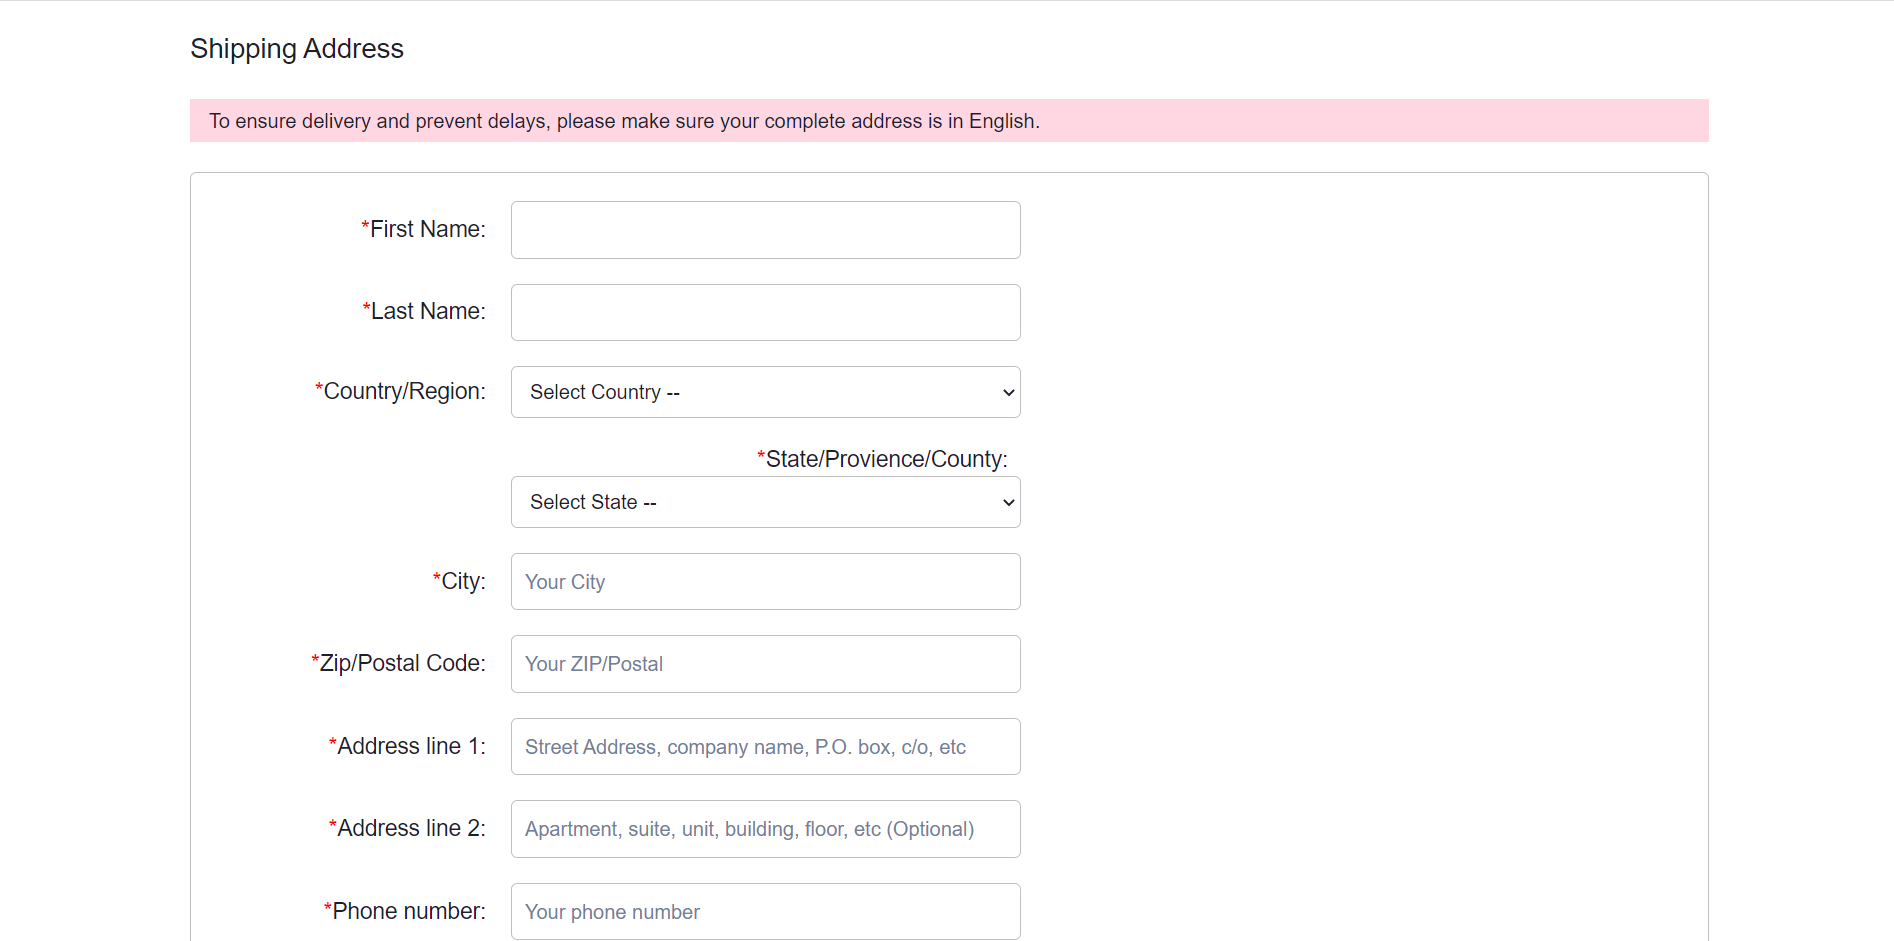 Shipping Address
To ensure delivery and prevent delays, please make sure your complete address is in English.
*First Name:
*Last Name:
*Country/Region:
Select Country --
*State/Provience/County:
Select State --
*City:
Your City
*Zip/Postal Code:
Your ZIP/Postal
*Address line 1:
Street Address, company name, P.O. box, c/o, etc
*Address line 2:
Apartment, suite, unit, building, floor, etc (Optional)
*Phone number:
Your phone number